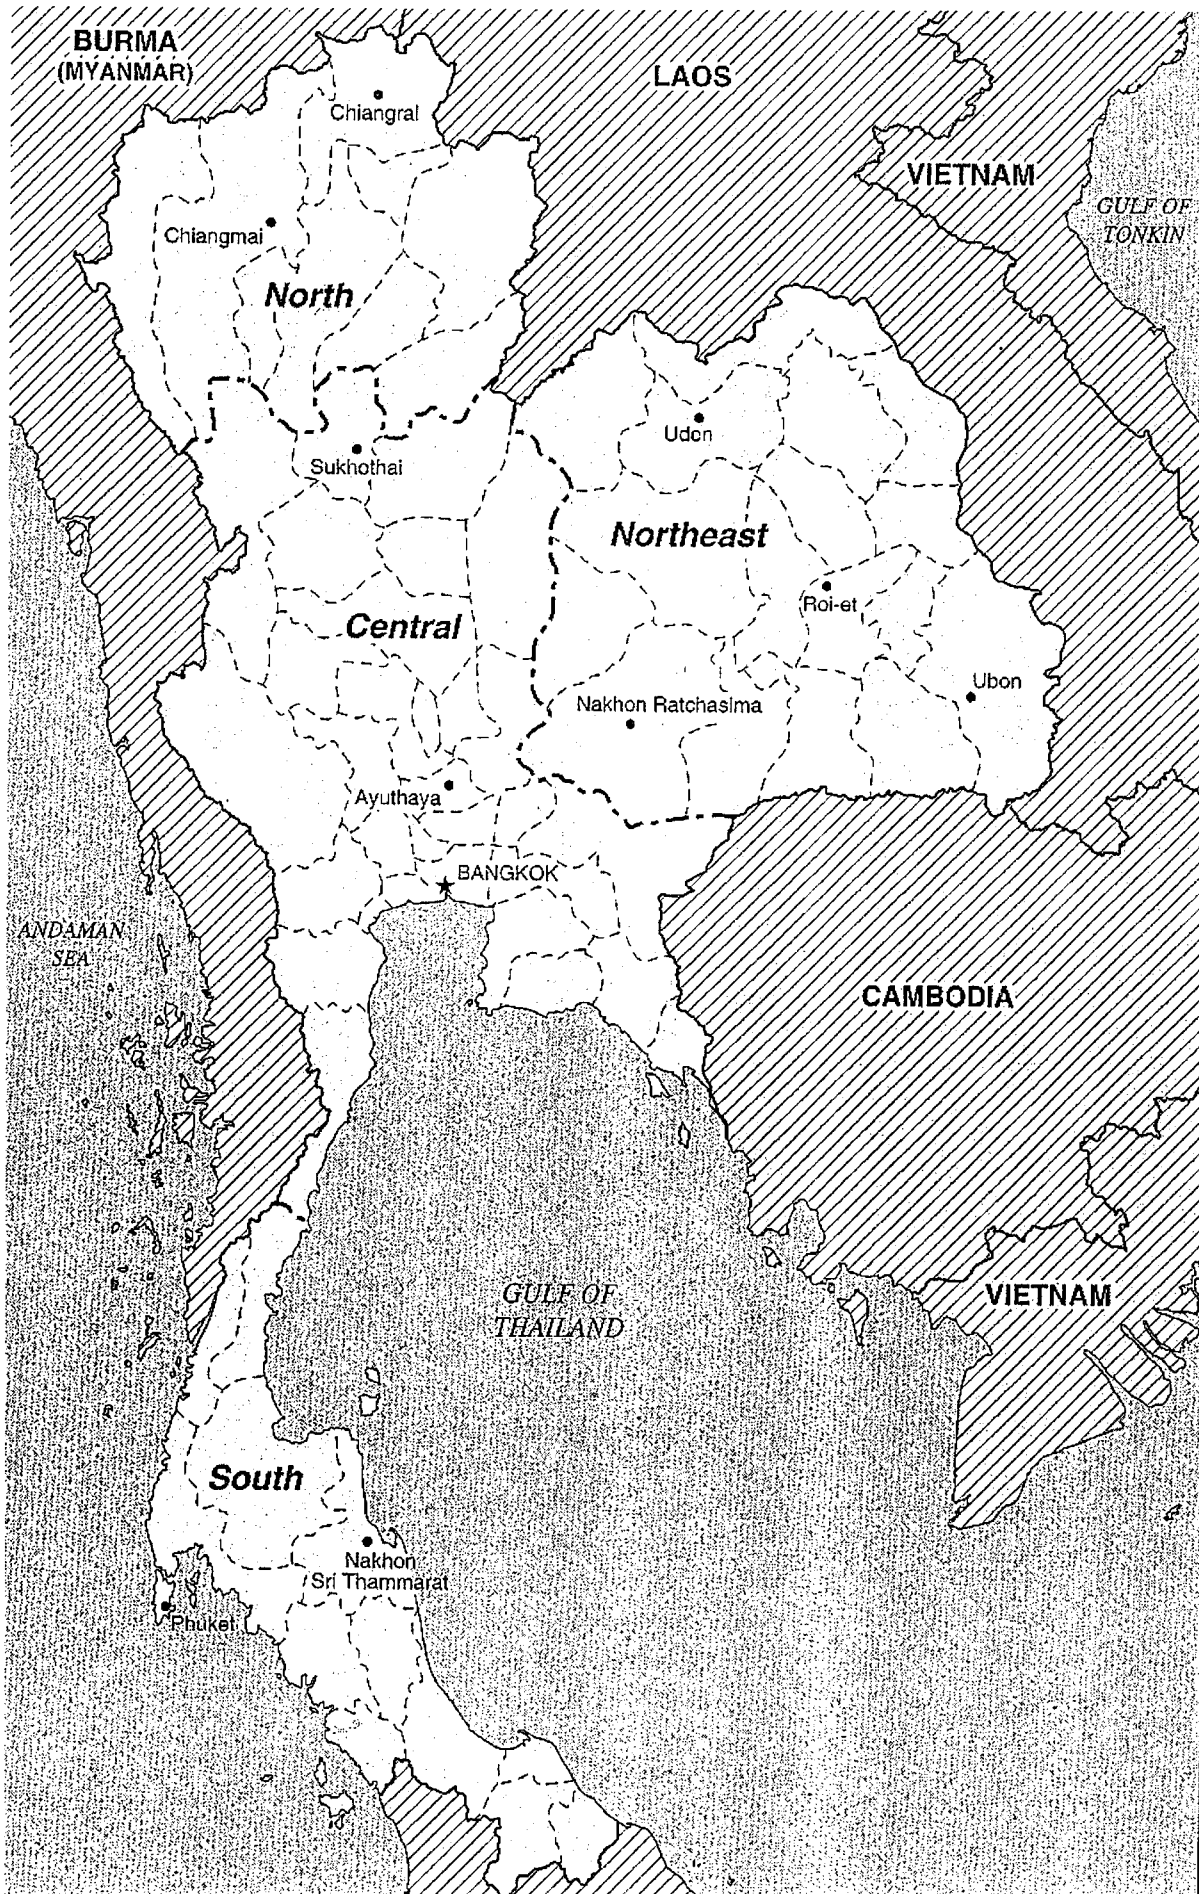 BURMA
(MYANMAR)
LAOS
Chiangral
VIETNAM
GULF OF
TONKIN
Chiangmai
North
Udon
Sukhothai
Northeast
Roi-et
Central
Ubon
Nakhon Ratchasima
Ayuthaya
BANGKOK
ANDAMAN
SEA
CAMBODIA
GULF OF
THAILAND
VIETNAM
South
Nakhon
Sri Thammarat
Phuket